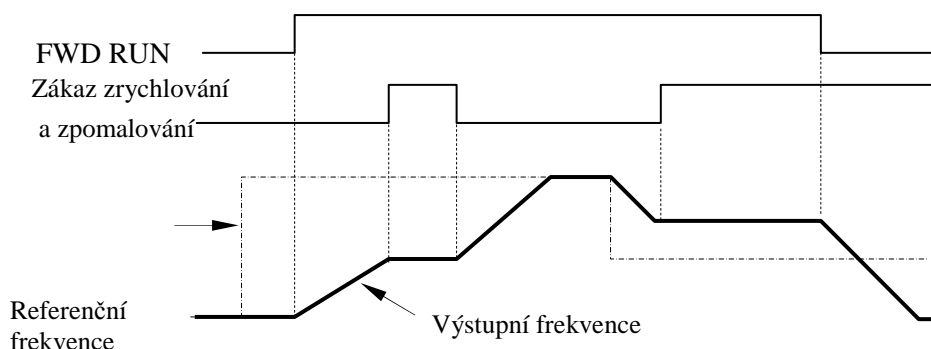 FWD RUN
Zákaz zrychlování
a zpomalování
Referenční
frekvence
Výstupní frekvence